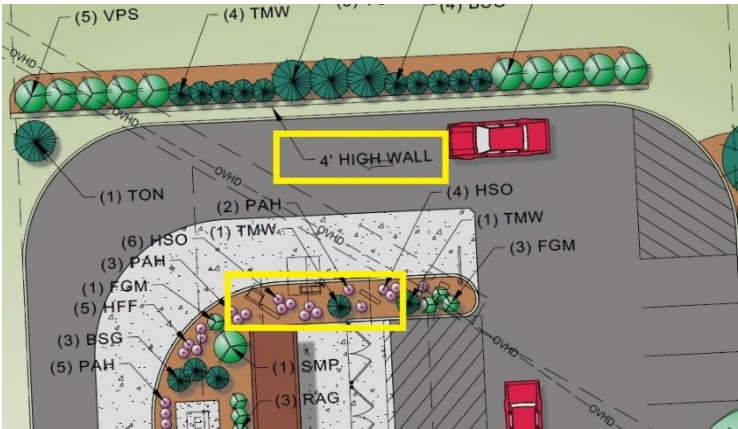 (5) VPS
(4) TMW
(4) BSG
OVHD
OVHD
4' HIGH WALL
OVHD
(1) TON
(2) PAH
(4) HSO
(6) HSO
(1) TMW
OVHD
(1) TMW
(3) PAH
(3) FGM
(1) FGM
(5) HFF
(3) BSG
OVHD
(5) PAH
(1) SMP
(3) RAG
OVHD